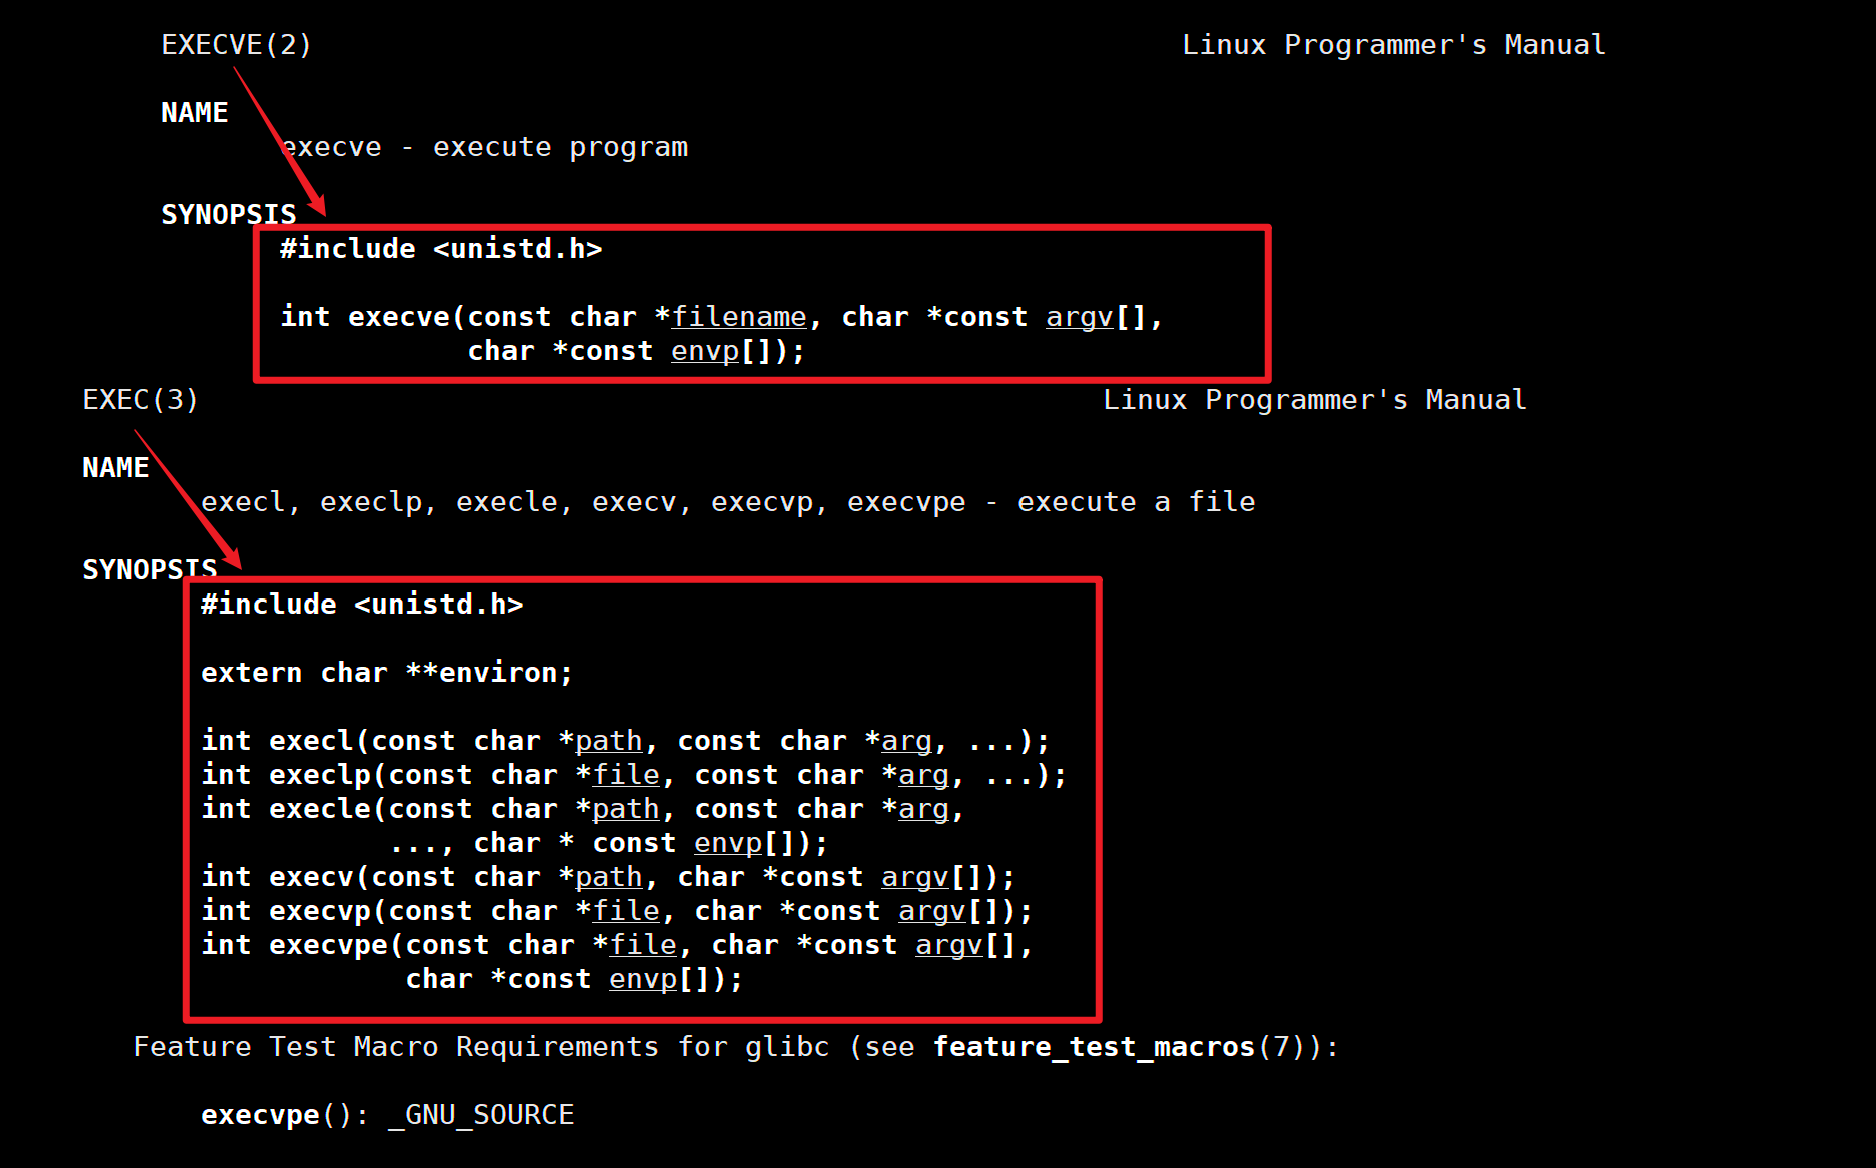 EXECVE(2) Linux Programmer's Manual
NAME
execve - execute program
SYNOPSIS
#include <unistd.h>
int execve(const char *filename, char *const argv[],
char *const envp[]);
EXEC(3) Linux Programmer's Manual
NAME
execl, execlp, execle, execv, execvp, execvpe - execute a file
SYNOPSIS
#include <unistd.h>
extern char **environ;
int execl(const char *path, const char *arg, ...);
int execlp(const char *file, const char *arg, ...);
int execle(const char *path, const char *arg,
..., char * const envp[]);
int execv(const char *path, char *const argv[]);
int execvp(const char *file, char *const argv[]);
int execvpe(const char *file, char *const argv[],
char *const envp[]);
Feature Test Macro Requirements for glibc (see feature_test_macros(7)):
execvpe(): _GNU_SOURCE